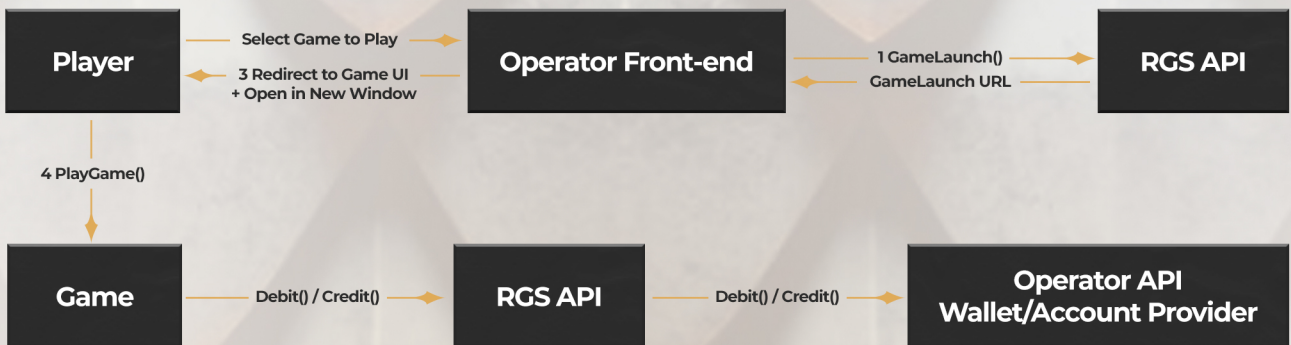 Player
Select Game to Play
3 Redirect to Game UI
+ Open in New Window
Operator Front-end
1 GameLaunch()
GameLaunch URL
RGS API
4 PlayGame()
Game
Debit() / Credit()
RGS API
Debit() / Credit()
Operator API
Wallet/Account Provider